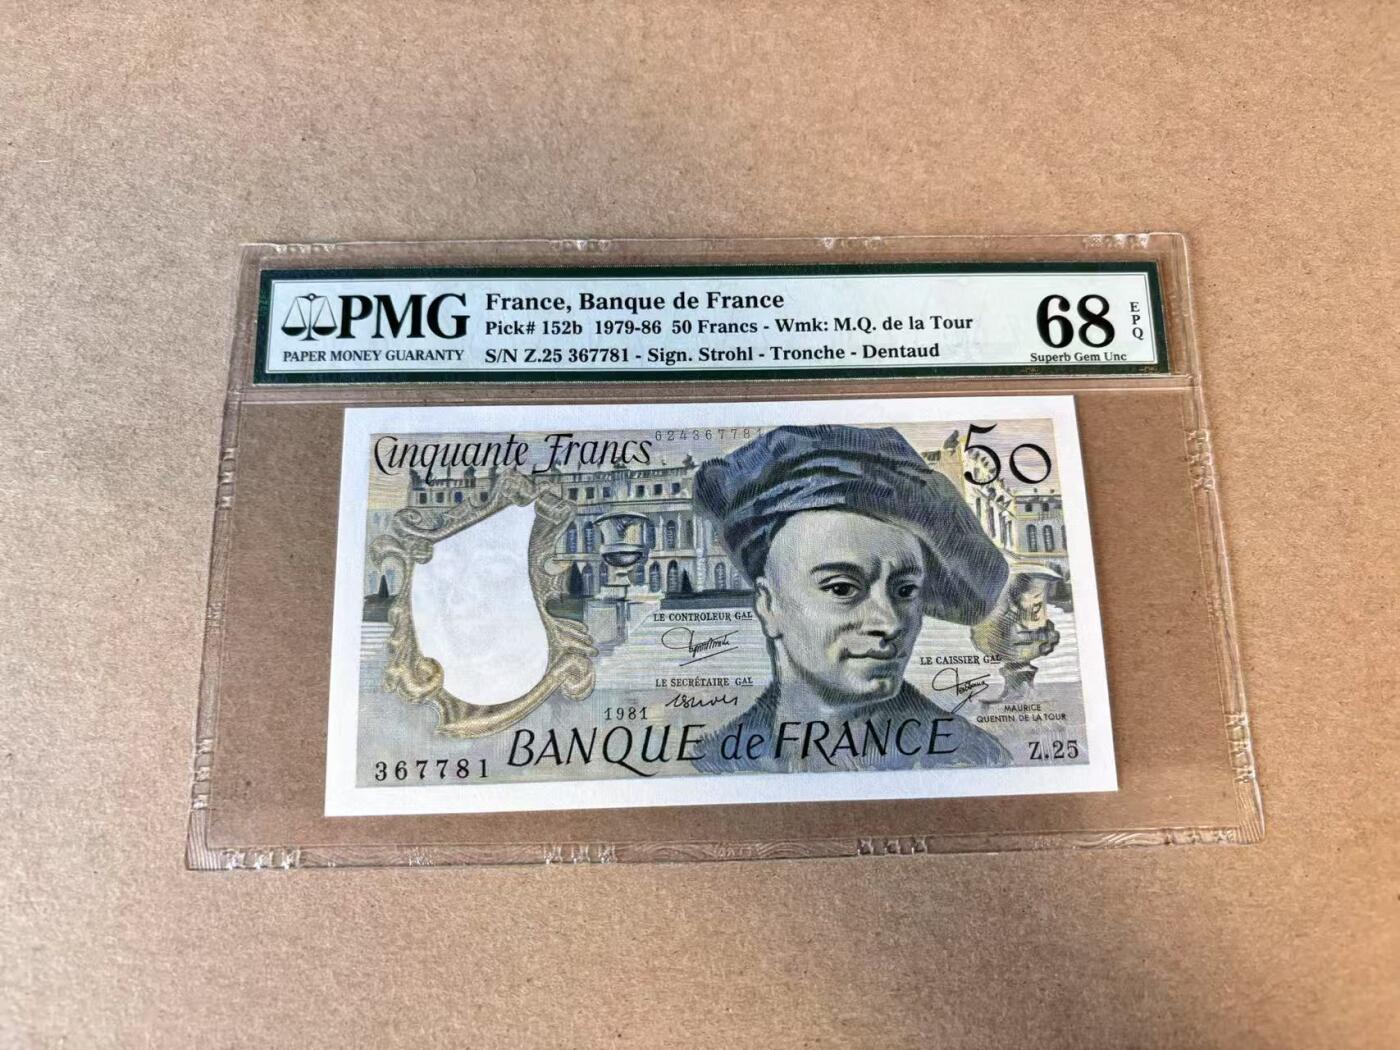 PMG
PAPER MONEY GUARANTY
France, Banque de France
Pick# 152b 1979-86 50 Francs - Wmk: M.Q. de la Tour
S/N Z.25 367781 - Sign. Strohl - Tronche - Dentaud
68
EPQ
Superb Gem Unc
Cinquante Francs
624367781
50
LE CONTROLEUR GAL
LE SECRÉTAIRE GAL
LE CAISSIER GAL
MAURICE
QUENTIN DE LA TOUR
1981
BANQUE de FRANCE
Z.25
367781